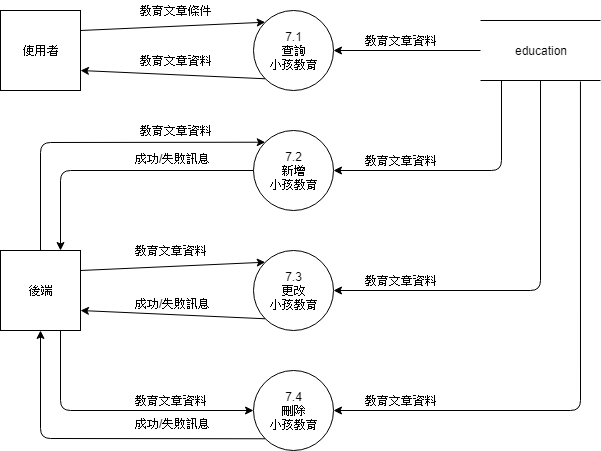 教育文章條件
使用者
7.1
查詢
小孩教育
教育文章資料
教育文章資料
education
教育文章資料
成功/失敗訊息
7.2
新增
小孩教育
教育文章資料
後端
教育文章資料
成功/失敗訊息
7.3
更改
小孩教育
教育文章資料
教育文章資料
成功/失敗訊息
7.4
刪除
小孩教育
教育文章資料